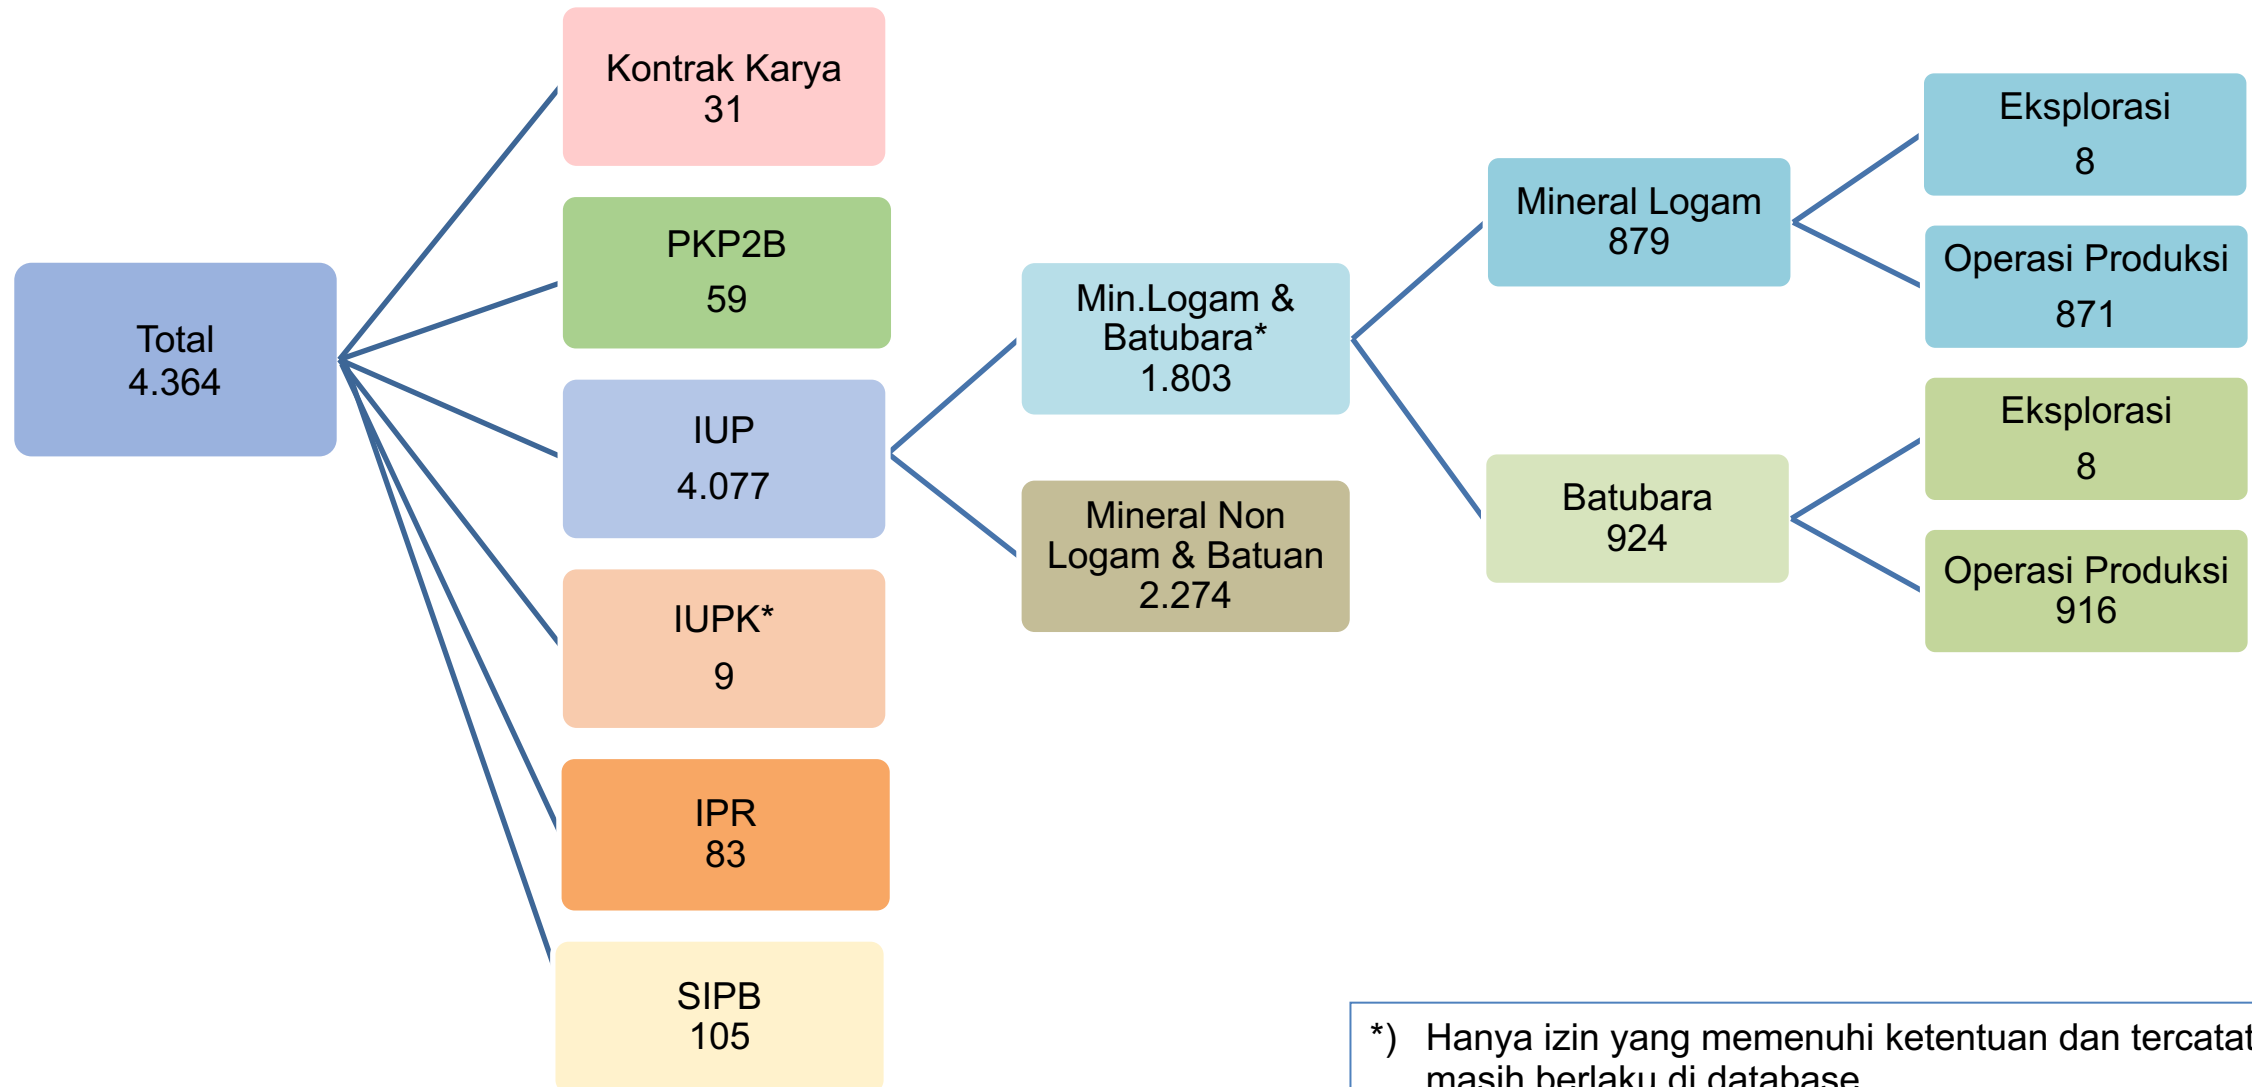 Total
4.364
Kontrak Karya
31
PKP2B
59
IUP
4.077
IUPK*
9
IPR
83
SIPB
105
Min.Logam &
Batubara*
1.803
Mineral Non
Logam & Batuan
2.274
Mineral Logam
879
Batubara
924
Eksplorasi
8
Operasi Produksi
871
Eksplorasi
8
Operasi Produksi
916
*) Hanya izin yang memenuhi ketentuan dan tercatat
masih berlaku di database